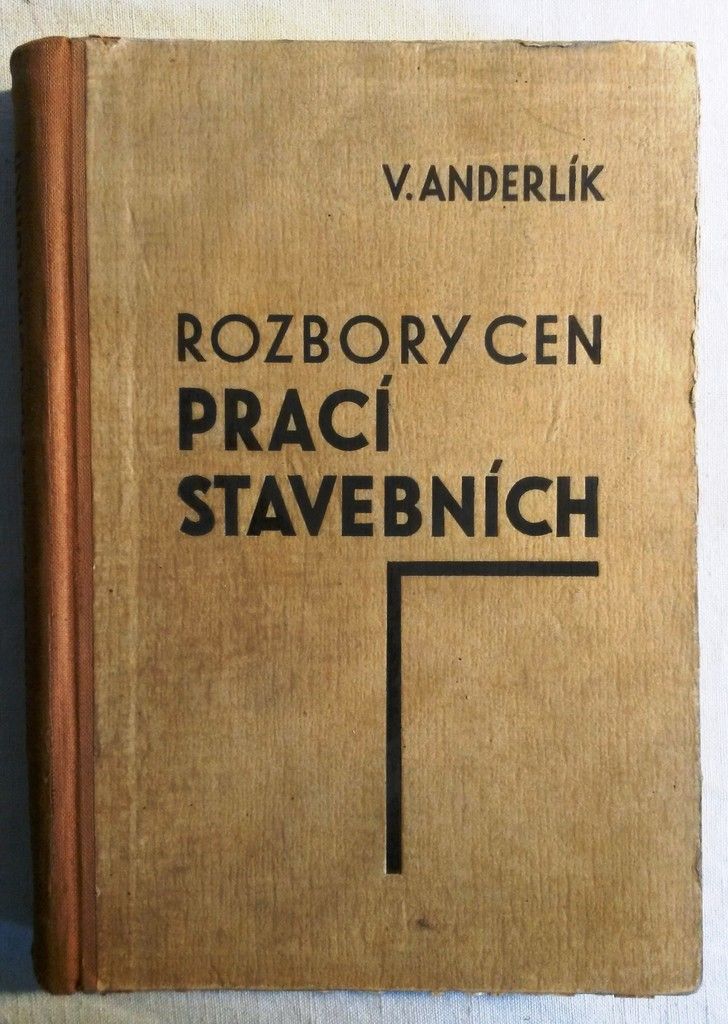 V. ANDERLÍK
ROZBORY CEN
PRACÍ
STAVEBNÍCH